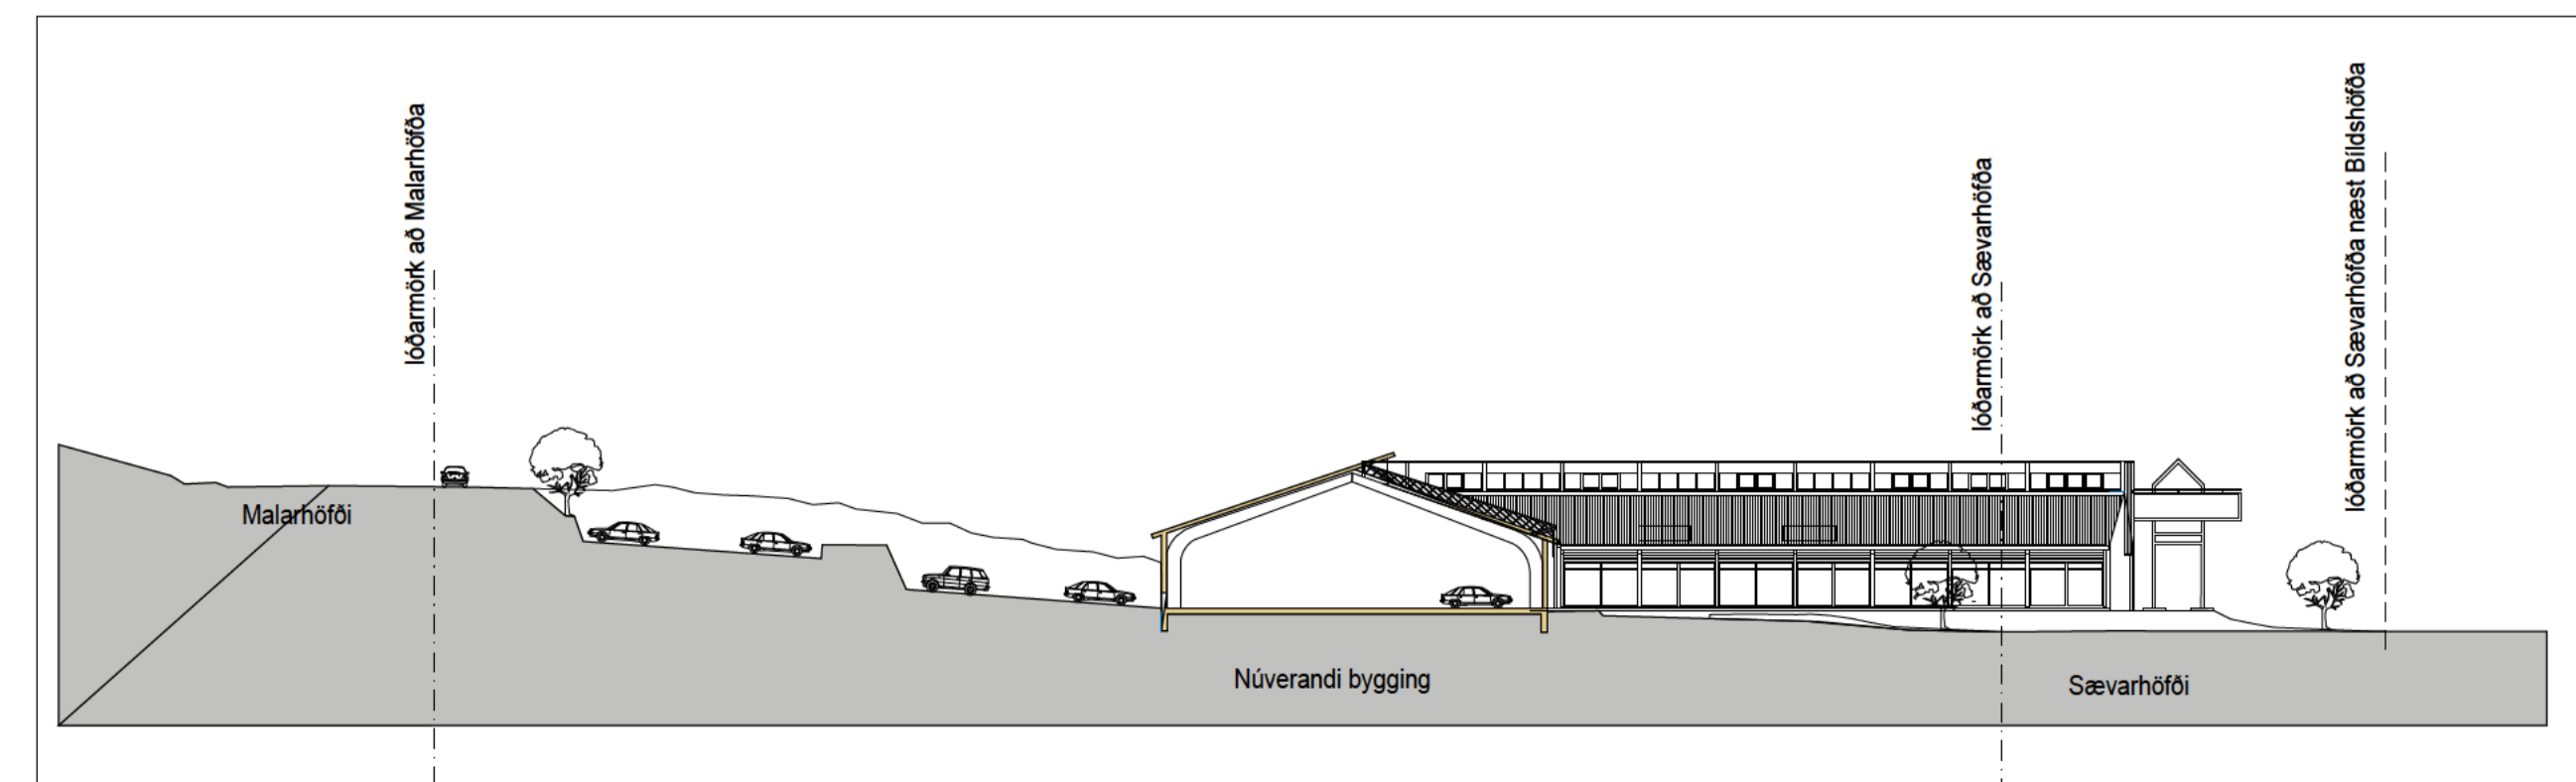 lóðarmörk að Malarhöfða
lóðarmörk að Sævarhöfða
lóðarmörk að Sævarhöfða næst Bíldshöfða
Malarhöfði
Núverandi bygging
Sævarhöfði